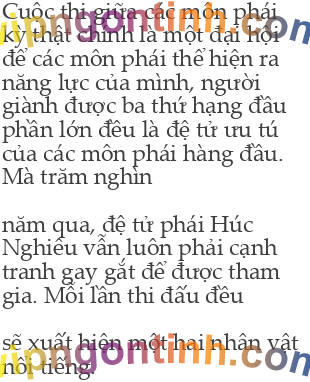 Cuộc thi giữa các môn phái
kỳ thật chính là một đại hội
để các môn phái thể hiện ra
năng lực của mình, người
giành được ba thứ hạng đầu
phần lớn đều là đệ tử ưu tú
của các môn phái hàng đầu.
Mà trăm nghìn
năm qua, đệ tử phái Húc
Nghiêu vẫn luôn phải cạnh
tranh gay gắt để được tham
gia. Mỗi lần thi đấu đều
sẽ xuất hiện một hai nhân vật
nổi tiếng
vipngontinh.com
vipngontinh.com